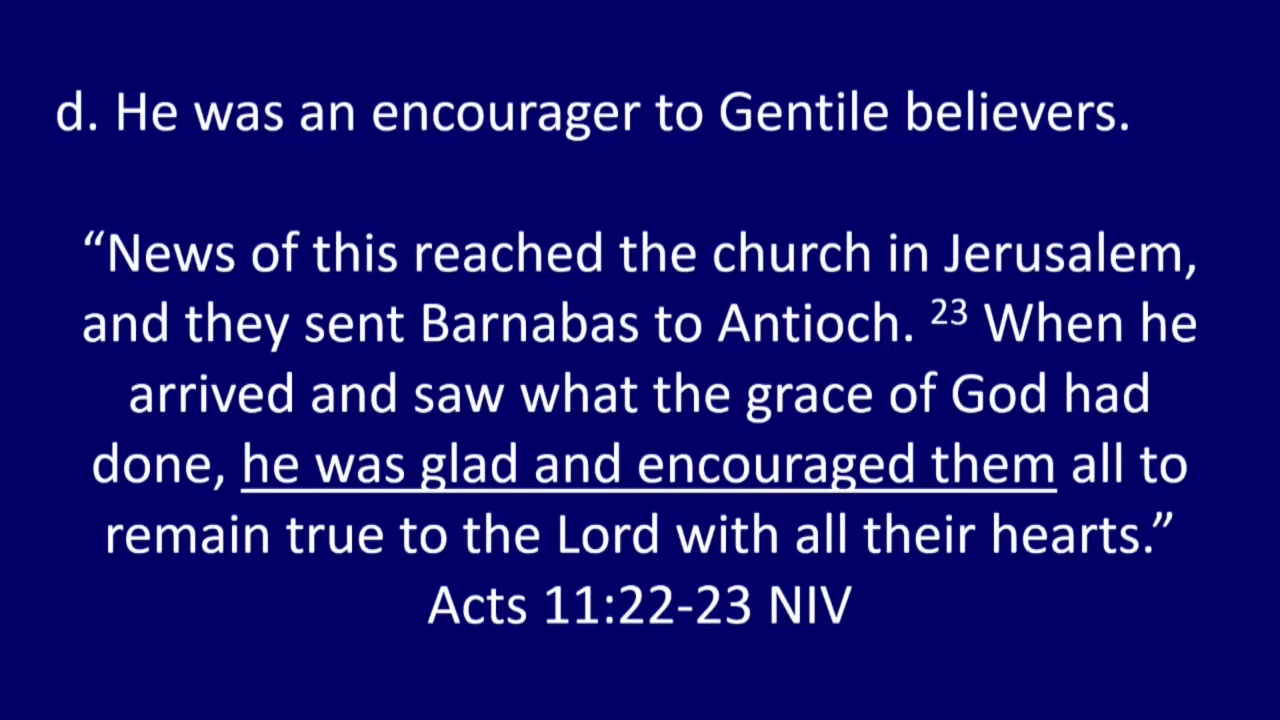 d. He was an encourager to Gentile believers.
“News of this reached the church in Jerusalem,
and they sent Barnabas to Antioch. ²³ When he
arrived and saw what the grace of God had
done, he was glad and encouraged them all to
remain true to the Lord with all their hearts.”
Acts 11:22-23 NIV